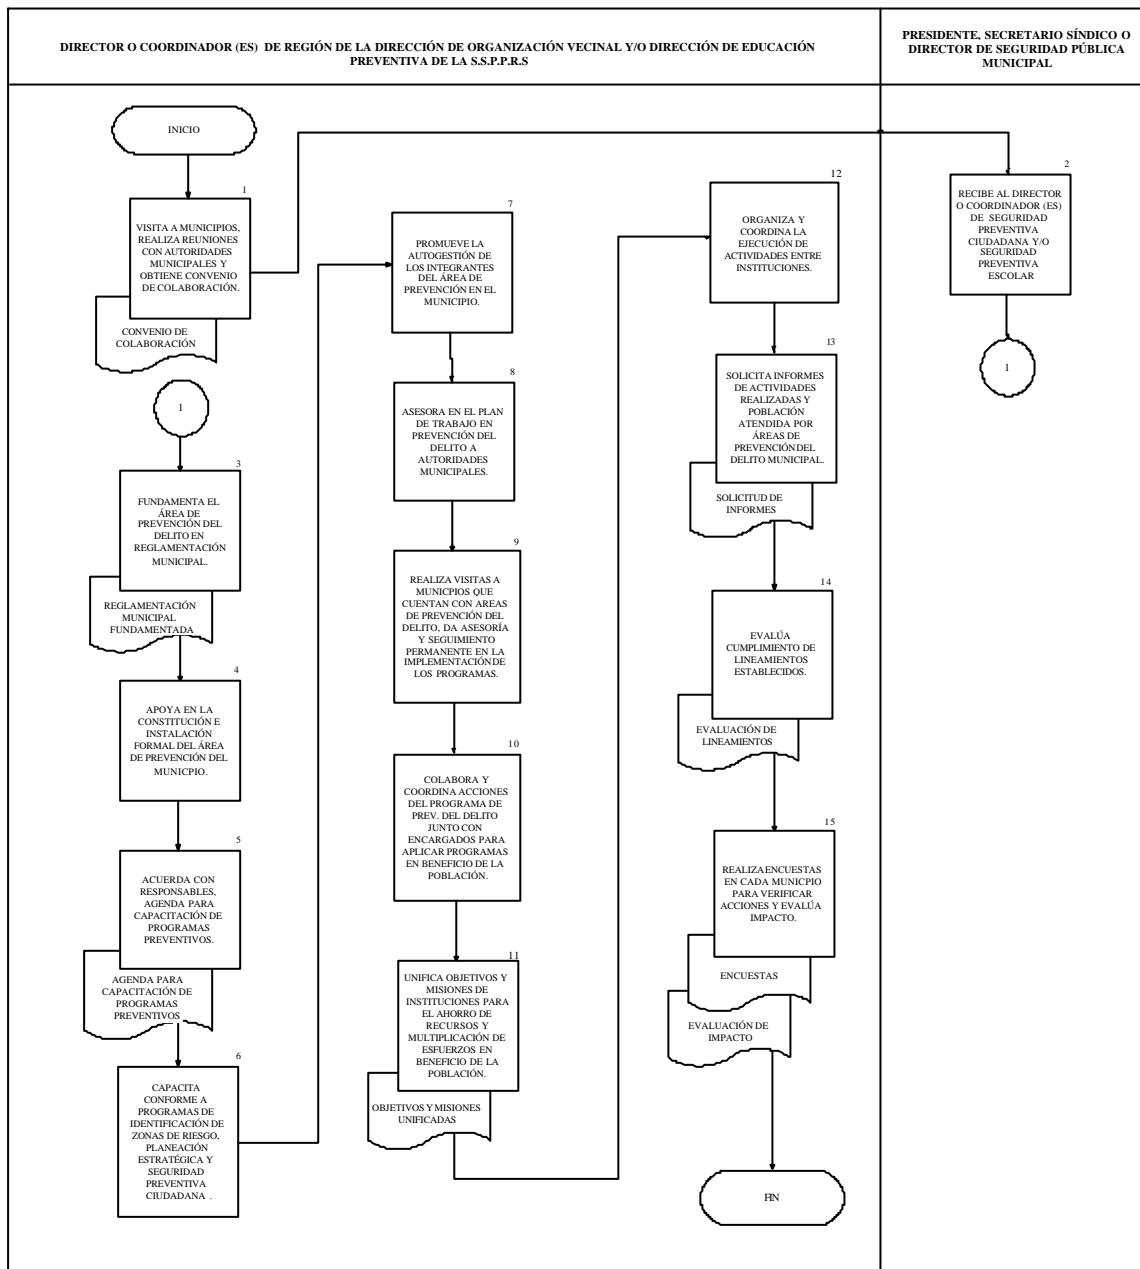 DIRECTOR O COORDINADOR (ES) DE REGIÓN DE LA DIRECCIÓN DE ORGANIZACIÓN VECINAL Y/O DIRECCIÓN DE EDUCACIÓN
PREVENTIVA DE LA S.S.P.P.R.S
PRESIDENTE, SECRETARIO SÍNDICO O
DIRECTOR DE SEGURIDAD PÚBLICA
MUNICIPAL
INICIO
1
VISITA A MUNICIPIOS,
REALIZA REUNIONES
CON AUTORIDADES
MUNICIPALES Y
OBTIENE CONVENIO
DE COLABORACIÓN.
CONVENIO DE
COLABORACIÓN
2
RECIBE AL DIRECTOR
O COORDINADOR (ES)
DE SEGURIDAD
PREVENTIVA
CIUDADANA Y/O
SEGURIDAD
PREVENTIVA
ESCOLAR
1
1
3
FUNDAMENTA EL
ÁREA DE
PREVENCIÓN DEL
DELITO EN
REGLAMENTACIÓN
MUNICIPAL.
REGLAMENTACIÓN
MUNICIPAL
FUNDAMENTADA
4
APOYA EN LA
CONSTITUCIÓN E
INSTALACIÓN
FORMAL DEL ÁREA
DE PREVENCIÓN DEL
MUNICPIO.
5
ACUERDA CON
RESPONSABLES,
AGENDA PARA
CAPACITACIÓN DE
PROGRAMAS
PREVENTIVOS.
AGENDA PARA
CAPACITACIÓN DE
PROGRAMAS
PREVENTIVOS
6
CAPACITA
CONFORME A
PROGRAMAS DE
IDENTIFICACIÓN DE
ZONAS DE RIESGO,
PLANEACIÓN
ESTRATÉGICA Y
SEGURIDAD
PREVENTIVA
CIUDADANA .
7
PROMUEVE LA
AUTOGESTIÓN DE
LOS INTEGRANTES
DEL ÁREA DE
PREVENCIÓN EN EL
MUNICIPIO.
8
ASESORA EN EL PLAN
DE TRABAJO EN
PREVENCIÓN DEL
DELITO A
AUTORIDADES
MUNICIPALES.
9
REALIZA VISITAS A
MUNCIPIOS QUE
CUENTAN CON AREAS
DE PREVENCIÓN DEL
DELITO, DA ASESORÍA
Y SEGUIMIENTO
PERMANENTE EN LA
IMPLEMENTACIÓN DE
LOS PROGRAMAS.
10
COLABORA Y
COORDINA ACCIONES
DEL PROGRAMA DE
PREV. DEL DELITO
JUNTO CON
ENCARGADOS PARA
APLICAR PROGRAMAS
EN BENEFICIO DE LA
POBLACIÓN.
11
UNIFICA OBJETIVOS Y
MISIONES DE
INSTITUCIONES PARA
EL AHORRO DE
RECURSOS Y
MULTIPLICACIÓN DE
ESFUERZOS EN
BENEFICIO DE LA
POBLACIÓN.
OBJETIVOS Y MISIONES
UNIFICADAS
12
ORGANIZA Y
COORDINA LA
EJECUCIÓN DE
ACTIVIDADES ENTRE
INSTITUCIONES.
13
SOLICITA INFORMES
DE ACTIVIDADES
REALIZADAS Y
POBLACIÓN
ATENDIDA POR
ÁREAS DE
PREVENCIÓN DEL
DELITO MUNICIPAL.
SOLICITUD DE
INFORMES
14
EVALÚA
CUMPLIMIENTO DE
LINEAMIENTOS
ESTABLECIDOS.
EVALUACIÓN DE
LINEAMIENTOS
15
REALIZA ENCUESTAS
EN CADA MUNICPIO
PARA VERIFICAR
ACCIONES Y EVALÚA
IMPACTO.
ENCUESTAS
EVALUACIÓN DE
IMPACTO
FIN